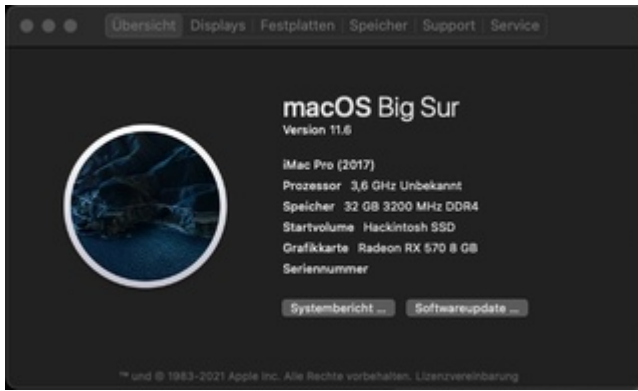 Übersicht Displays Festplatten Speicher Support Service
macOS Big Sur
Version 11.6
iMac Pro (2017)
Prozessor 3,6 GHz Unbekannt
Speicher 32 GB 3200 MHz DDR4
Startvolume Hackintosh SSD
Grafikkarte Radeon RX 570 8 GB
Seriennummer
Systembericht ... Softwareupdate ...
™ und © 1983-2021 Apple Inc. Alle Rechte vorbehalten. Lizenzvereinbarung